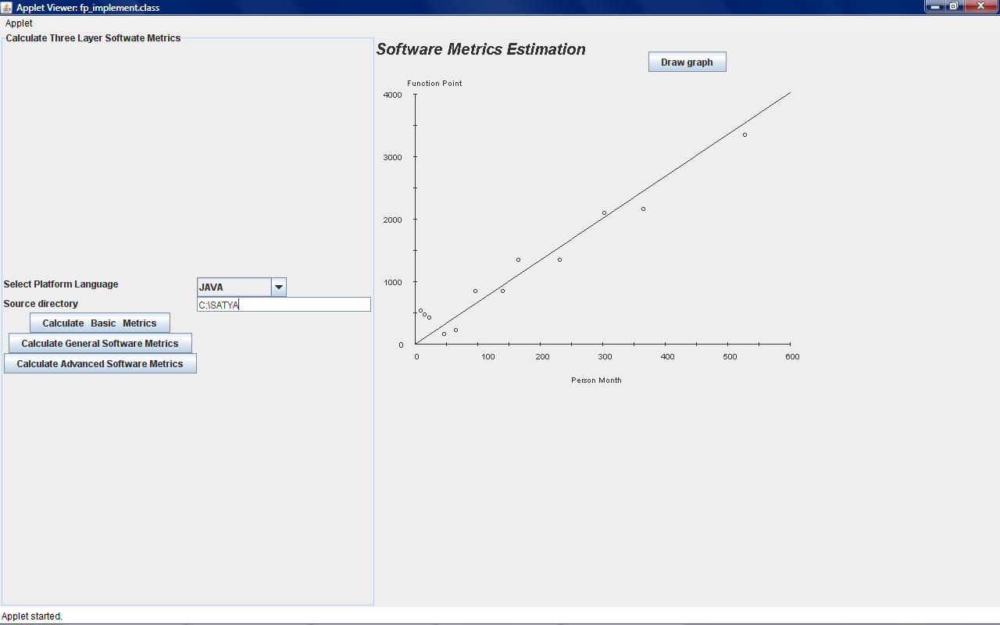 Applet Viewer: fp_implement.class
Applet
Calculate Three Layer Softwate Metrics
Software Metrics Estimation
Draw graph
Function Point
4000
3000
2000
1000
0
0 100 200 300 400 500 600
Person Month
Select Platform Language
JAVA
Source directory
C:\SATYA
Calculate Basic Metrics
Calculate General Software Metrics
Calculate Advanced Software Metrics
Applet started.